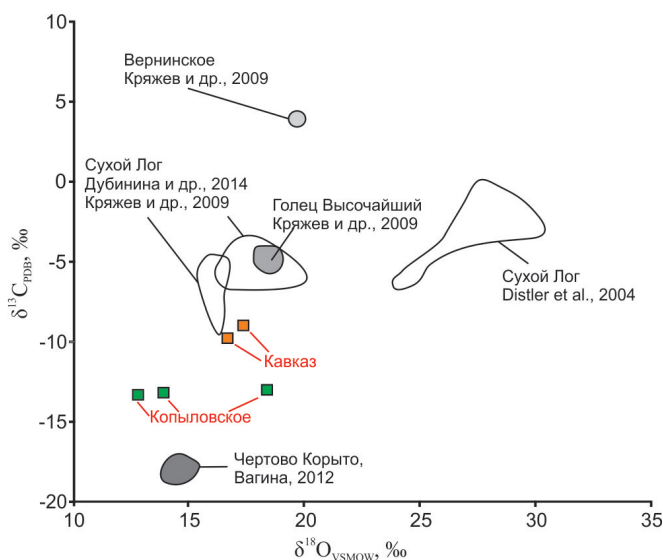 10
Вернинское
Кряжев и др., 2009
5
Сухой Лог
Дубинина и др., 2014
Кряжев и др., 2009
Голец Высочайший
Кряжев и др., 2009
0
δ¹³C_PDB, ‰
-5
Сухой Лог
Distler et al., 2004
-10
Кавказ
Копыловское
-15
Чертово Корыто,
Вагина, 2012
-20
10 15 20 25 30 35
δ¹⁸O_VSMOW, ‰